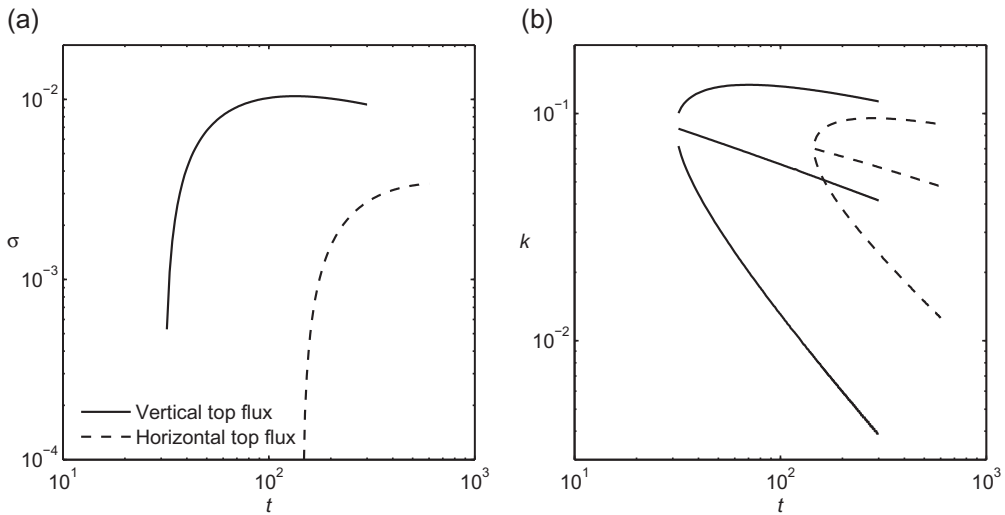 (a)
10^-2
σ
10^-3
10^-4
Vertical top flux
Horizontal top flux
10^1
10^2
10^3
t
(b)
10^-1
k
10^-2
10^1
10^2
10^3
t